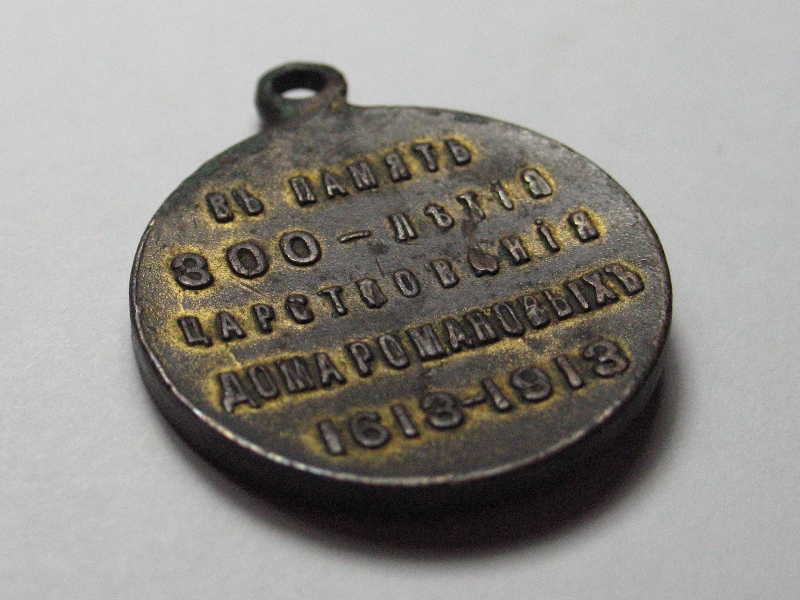 ВЪ ПАМЯТЬ
300-ЛѢТІЯ
ЦАРСТВОВАНІЯ
ДОМА РОМАНОВЫХЪ
1613-1913